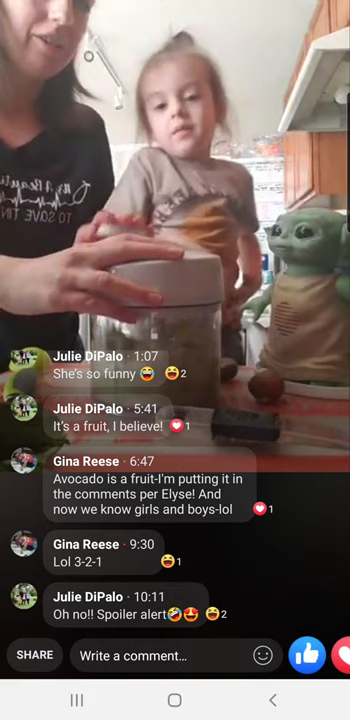 TO SAVE TIN
Julie DiPalo · 1:07
She's so funny 😂 😆 2
Julie DiPalo · 5:41
It's a fruit, I believe! ❤️ 1
Gina Reese · 6:47
Avocado is a fruit-I'm putting it in
the comments per Elyse! And
now we know girls and boys-lol ❤️ 1
Gina Reese · 9:30
Lol 3-2-1 😆 1
Julie DiPalo · 10:11
Oh no!! Spoiler alert🤣😍 😆 2
SHARE Write a comment...